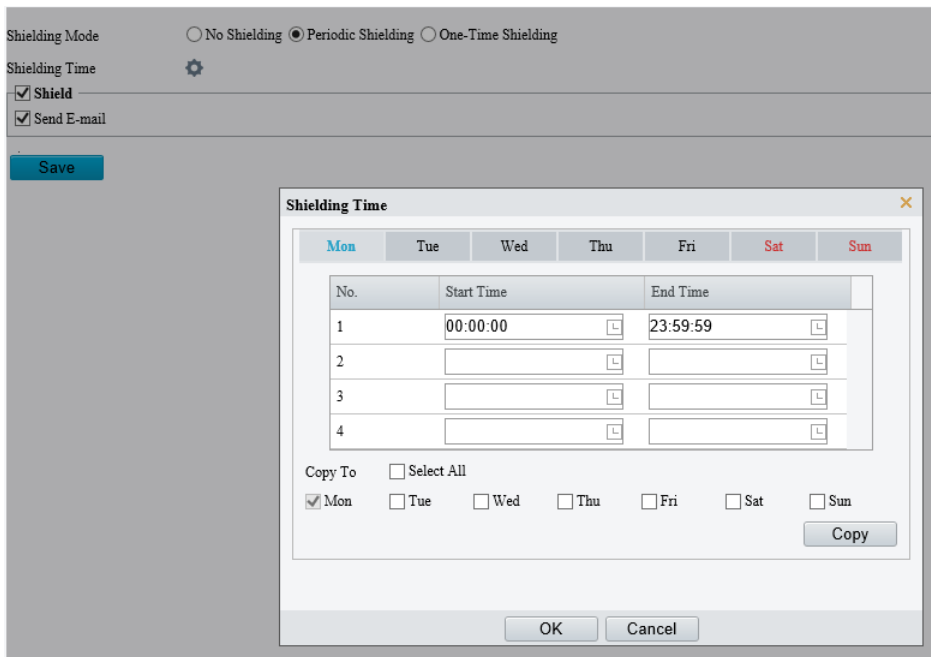 Shielding Mode No Shielding Periodic Shielding One-Time Shielding
Shielding Time
Shield
Send E-mail
Save
Shielding Time
Mon Tue Wed Thu Fri Sat Sun
No. Start Time End Time
1 00:00:00 23:59:59
2
3
4
Copy To Select All
Mon Tue Wed Thu Fri Sat Sun
Copy
OK Cancel